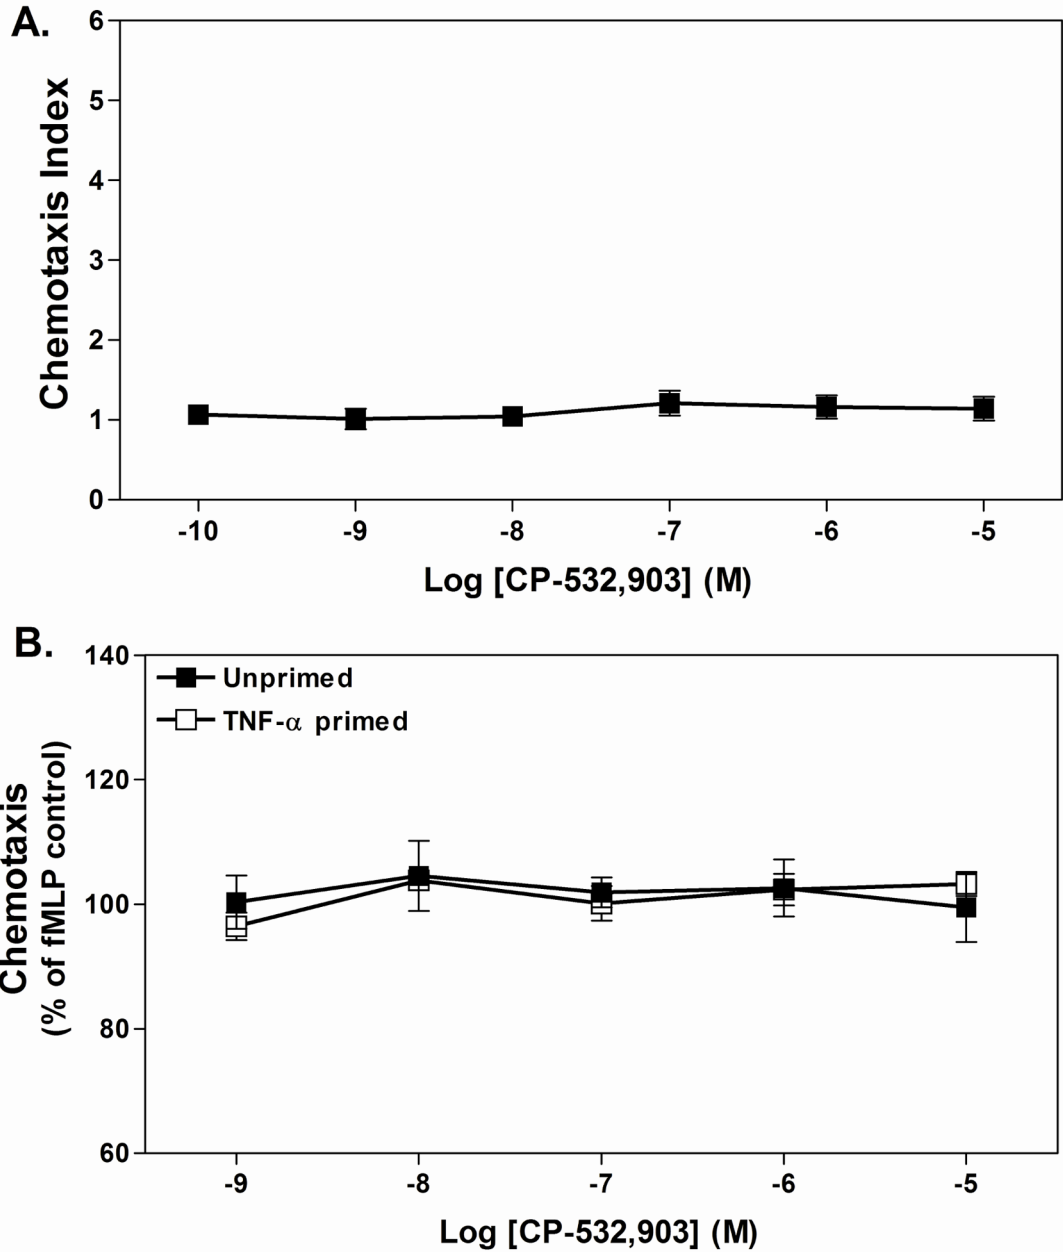 A.
Chemotaxis Index
6
5
4
3
2
1
0
-10 -9 -8 -7 -6 -5
Log [CP-532,903] (M)
B.
Chemotaxis
(% of fMLP control)
140
120
100
80
60
Unprimed
TNF-α primed
-9 -8 -7 -6 -5
Log [CP-532,903] (M)